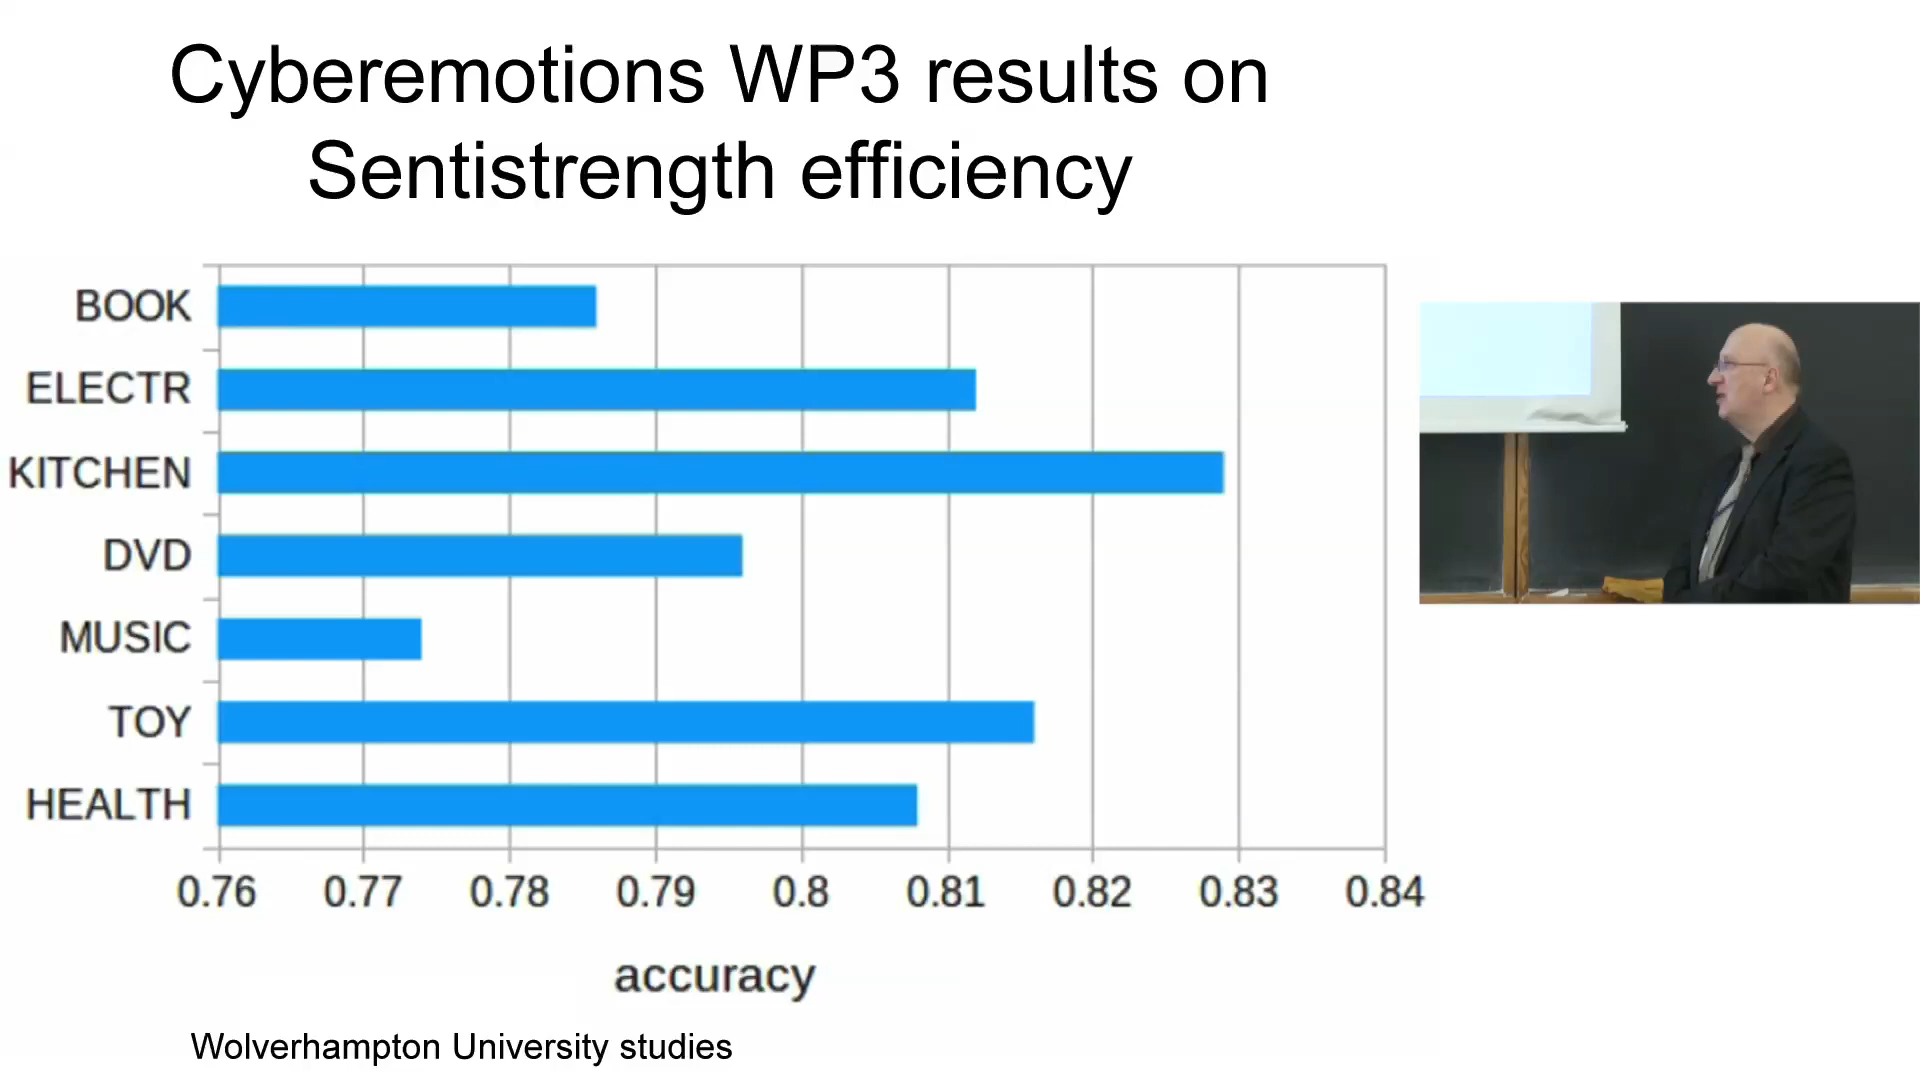 Cyberemotions WP3 results on
Sentistrength efficiency
BOOK
ELECTR
KITCHEN
DVD
MUSIC
TOY
HEALTH
0.76 0.77 0.78 0.79 0.8 0.81 0.82 0.83 0.84
accuracy
Wolverhampton University studies